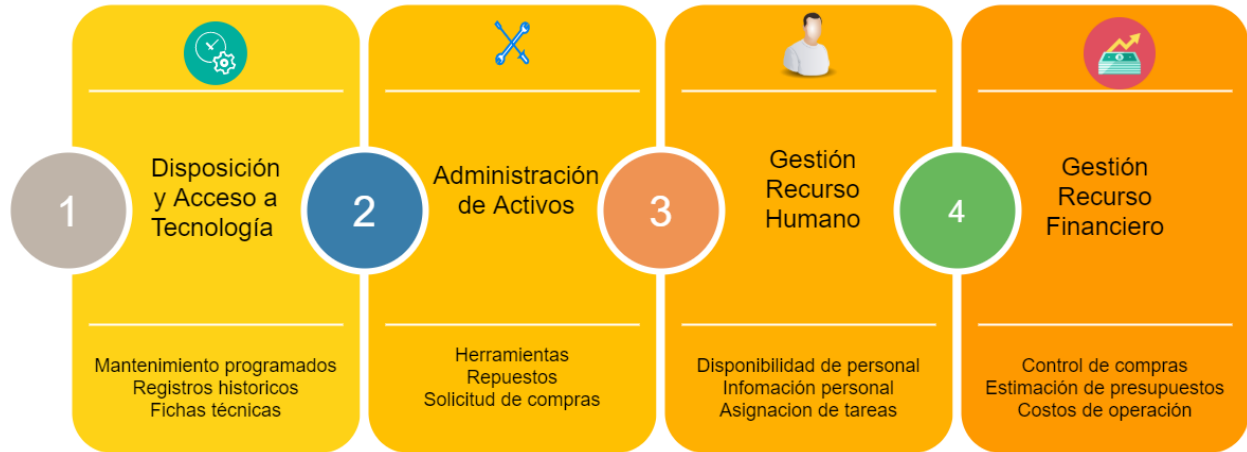 1
Disposición
y Acceso a
Tecnología
Mantenimiento programados
Registros historicos
Fichas técnicas
2
Administración
de Activos
Herramientas
Repuestos
Solicitud de compras
3
Gestión
Recurso
Humano
Disponibilidad de personal
Infomación personal
Asignacion de tareas
4
Gestión
Recurso
Financiero
Control de compras
Estimación de presupuestos
Costos de operación